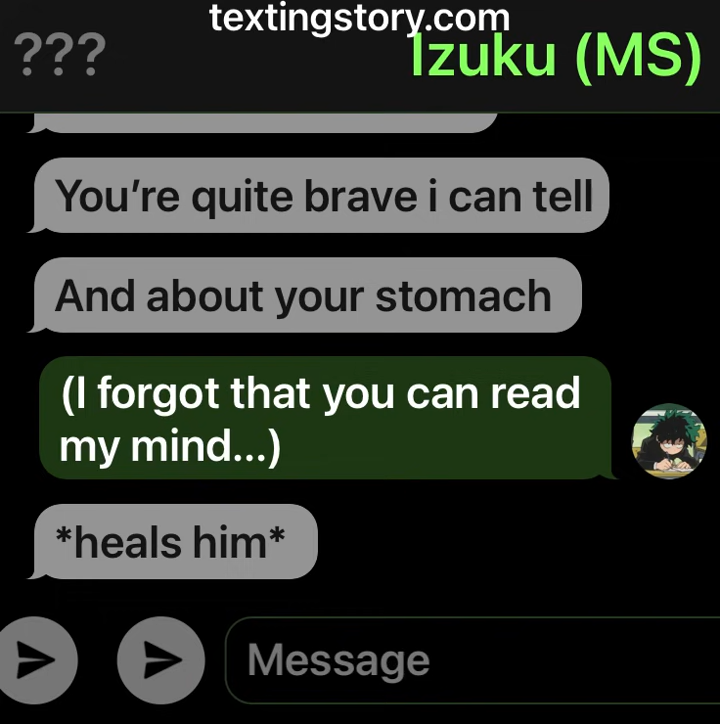 textingstory.com
???
Izuku (MS)
You're quite brave i can tell
And about your stomach
(I forgot that you can read
my mind...)
*heals him*
Message